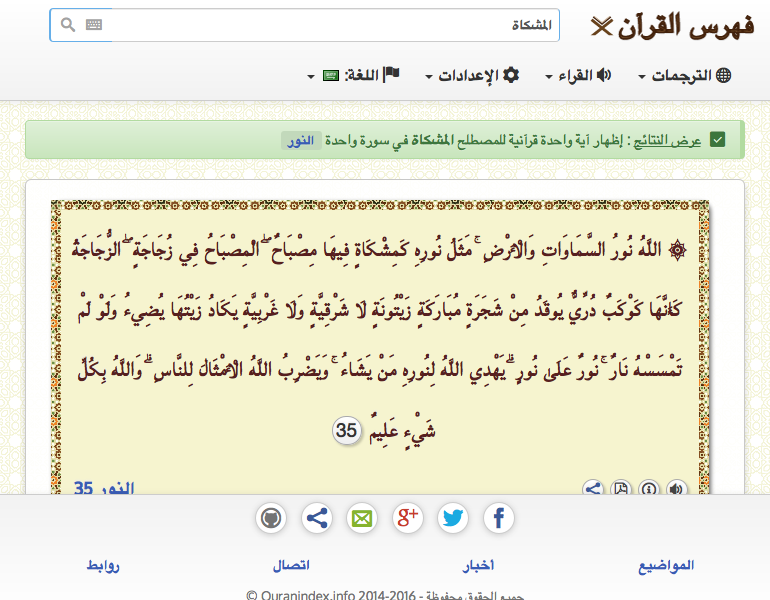 فهرس القرآن
المشكاة
الترجمات القراء الإعدادات اللغة:
عرض النتائج : إظهار آية واحدة قرآنية للمصطلح المشكاة في سورة واحدة النور
۞ اللَّهُ نُورُ السَّمَاوَاتِ وَالْأَرْضِ ۚ مَثَلُ نُورِهِ كَمِشْكَاةٍ فِيهَا مِصْبَاحٌ ۖ الْمِصْبَاحُ فِي زُجَاجَةٍ ۖ الزُّجَاجَةُ
كَأَنَّهَا كَوْكَبٌ دُرِّيٌّ يُوقَدُ مِنْ شَجَرَةٍ مُبَارَكَةٍ زَيْتُونَةٍ لَا شَرْقِيَّةٍ وَلَا غَرْبِيَّةٍ يَكَادُ زَيْتُهَا يُضِيءُ وَلَوْ لَمْ
تَمْسَسْهُ نَارٌ ۚ نُورٌ عَلَىٰ نُورٍ ۗ يَهْدِي اللَّهُ لِنُورِهِ مَنْ يَشَاءُ ۚ وَيَضْرِبُ اللَّهُ الْأَمْثَالَ لِلنَّاسِ ۗ وَاللَّهُ بِكُلِّ
شَيْءٍ عَلِيمٌ 35
النور 35
g+
المواضيع أخبار اتصال روابط
جميع الحقوق محفوظة - 2014-2016 Quranindex.info ©